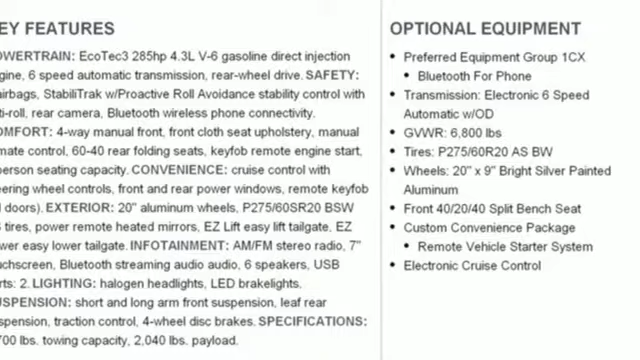 EY FEATURES
OWERTRAIN: EcoTec3 285hp 4.3L V-6 gasoline direct injection
gine, 6 speed automatic transmission, rear-wheel drive. SAFETY:
airbags, StabiliTrak w/Proactive Roll Avoidance stability control with
ti-roll, rear camera, Bluetooth wireless phone connectivity.
OMFORT: 4-way manual front, front cloth seat upholstery, manual
mate control, 60-40 rear folding seats, keyfob remote engine start,
person seating capacity. CONVENIENCE: cruise control with
eering wheel controls, front and rear power windows, remote keyfob
l doors). EXTERIOR: 20" aluminum wheels, P275/60SR20 BSW
S tires, power remote heated mirrors, EZ Lift easy lift tailgate, EZ
wer easy lower tailgate. INFOTAINMENT: AM/FM stereo radio, 7"
uchscreen, Bluetooth streaming audio audio, 6 speakers, USB
rts: 2. LIGHTING: halogen headlights, LED brakelights.
USPENSION: short and long arm front suspension, leaf rear
spension, traction control, 4-wheel disc brakes. SPECIFICATIONS:
700 lbs. towing capacity, 2,040 lbs. payload.
OPTIONAL EQUIPMENT
• Preferred Equipment Group 1CX
• Bluetooth For Phone
• Transmission: Electronic 6 Speed
Automatic w/OD
• GVWR: 6,800 lbs
• Tires: P275/60R20 AS BW
• Wheels: 20" x 9" Bright Silver Painted
Aluminum
• Front 40/20/40 Split Bench Seat
• Custom Convenience Package
• Remote Vehicle Starter System
• Electronic Cruise Control